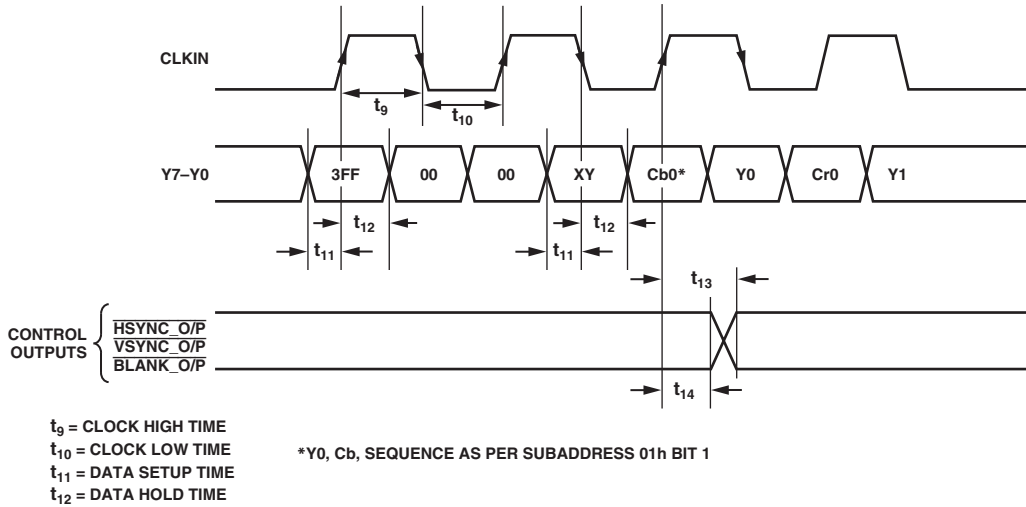 CLKIN
t9
t10
Y7–Y0
3FF 00 00 XY Cb0* Y0 Cr0 Y1
t12 t12
t11 t11
t13
CONTROL OUTPUTS
HSYNC_O/P
VSYNC_O/P
BLANK_O/P
t14
t9 = CLOCK HIGH TIME
t10 = CLOCK LOW TIME
t11 = DATA SETUP TIME
t12 = DATA HOLD TIME
*Y0, Cb, SEQUENCE AS PER SUBADDRESS 01h BIT 1